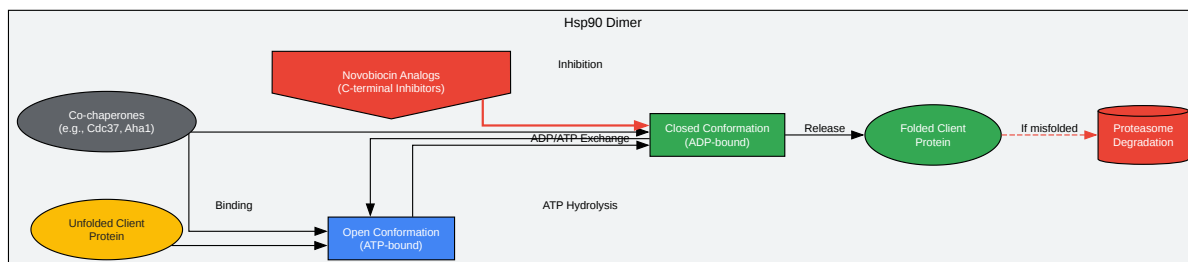 Hsp90 Dimer
Novobiocin Analogs
(C-terminal Inhibitors)
Inhibition
Co-chaperones
(e.g., Cdc37, Aha1)
ADP/ATP Exchange
Closed Conformation
(ADP-bound)
Release
Folded Client
Protein
If misfolded
Proteasome
Degradation
Unfolded Client
Protein
Binding
Open Conformation
(ATP-bound)
ATP Hydrolysis